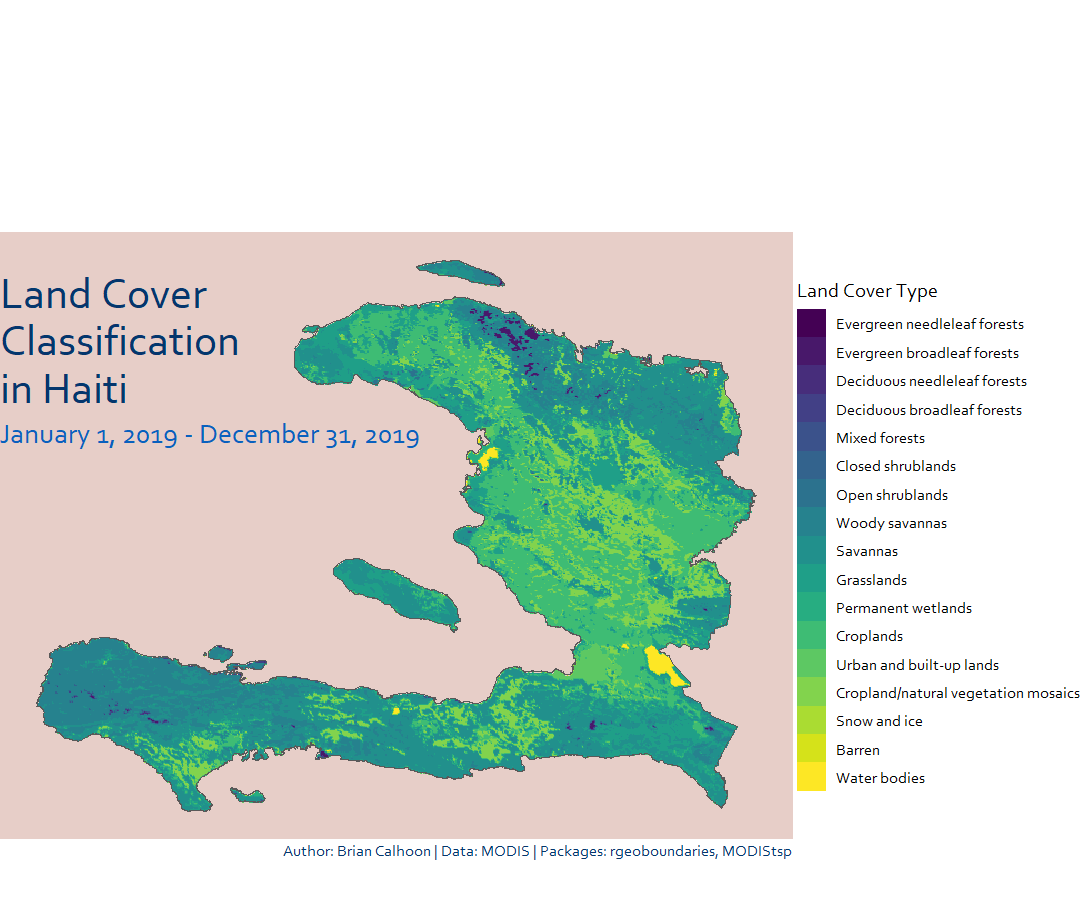 Land Cover
Classification
in Haiti
January 1, 2019 - December 31, 2019
Land Cover Type
Evergreen needleleaf forests
Evergreen broadleaf forests
Deciduous needleleaf forests
Deciduous broadleaf forests
Mixed forests
Closed shrublands
Open shrublands
Woody savannas
Savannas
Grasslands
Permanent wetlands
Croplands
Urban and built-up lands
Cropland/natural vegetation mosaics
Snow and ice
Barren
Water bodies
Author: Brian Calhoon | Data: MODIS | Packages: rgeoboundaries, MODIStsp